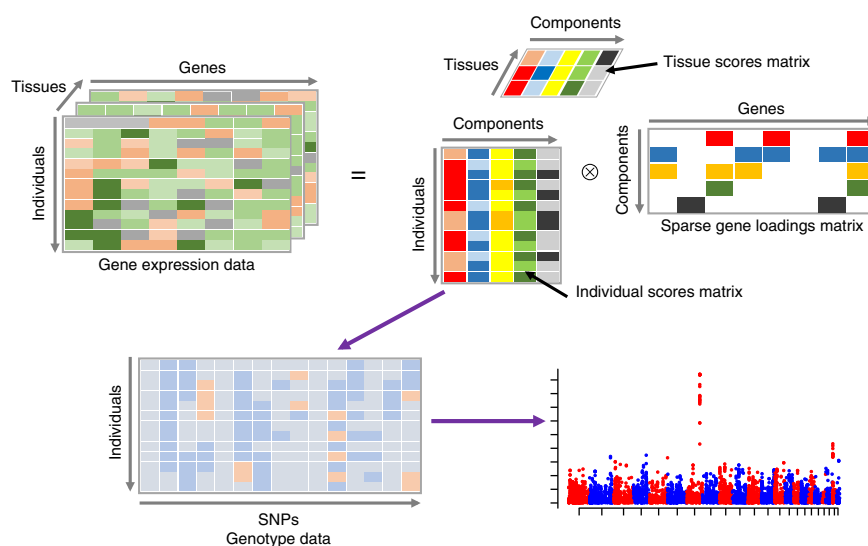 Components
Tissues
Tissue scores matrix
Genes
Tissues
Individuals
Gene expression data
=
Components
Individuals
Individual scores matrix
⊗
Genes
Components
Sparse gene loadings matrix
Individuals
SNPs
Genotype data